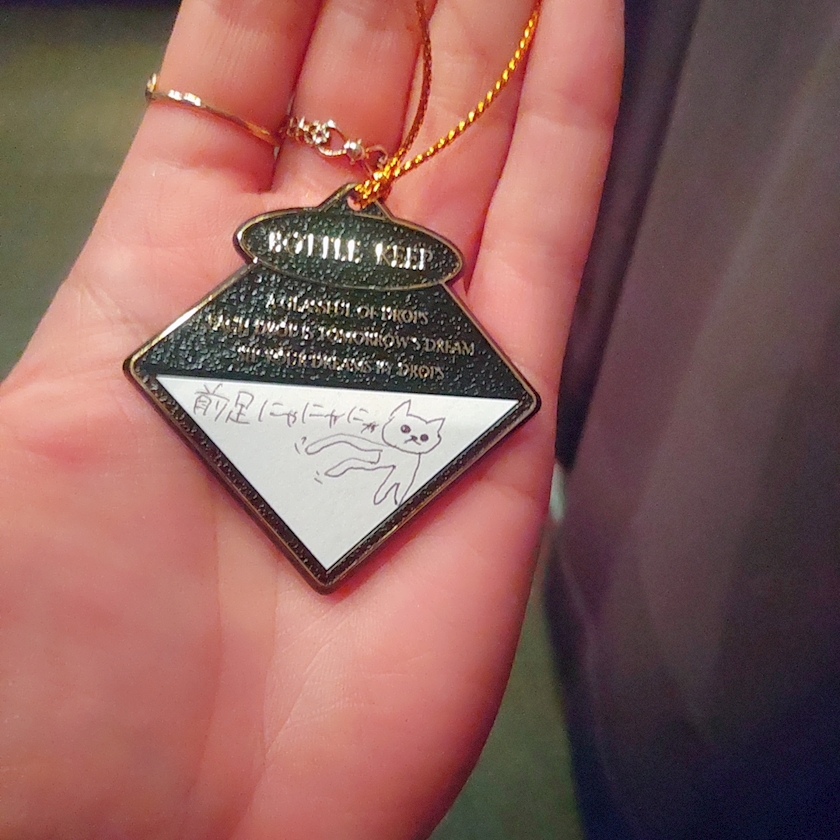 BOTTLE KEEP
A GLASSFUL OF DROPS
EACH DROP IS TOMORROW'S DREAM
YOUR DREAMS IN DROPS
前足にゃにゃにゃ